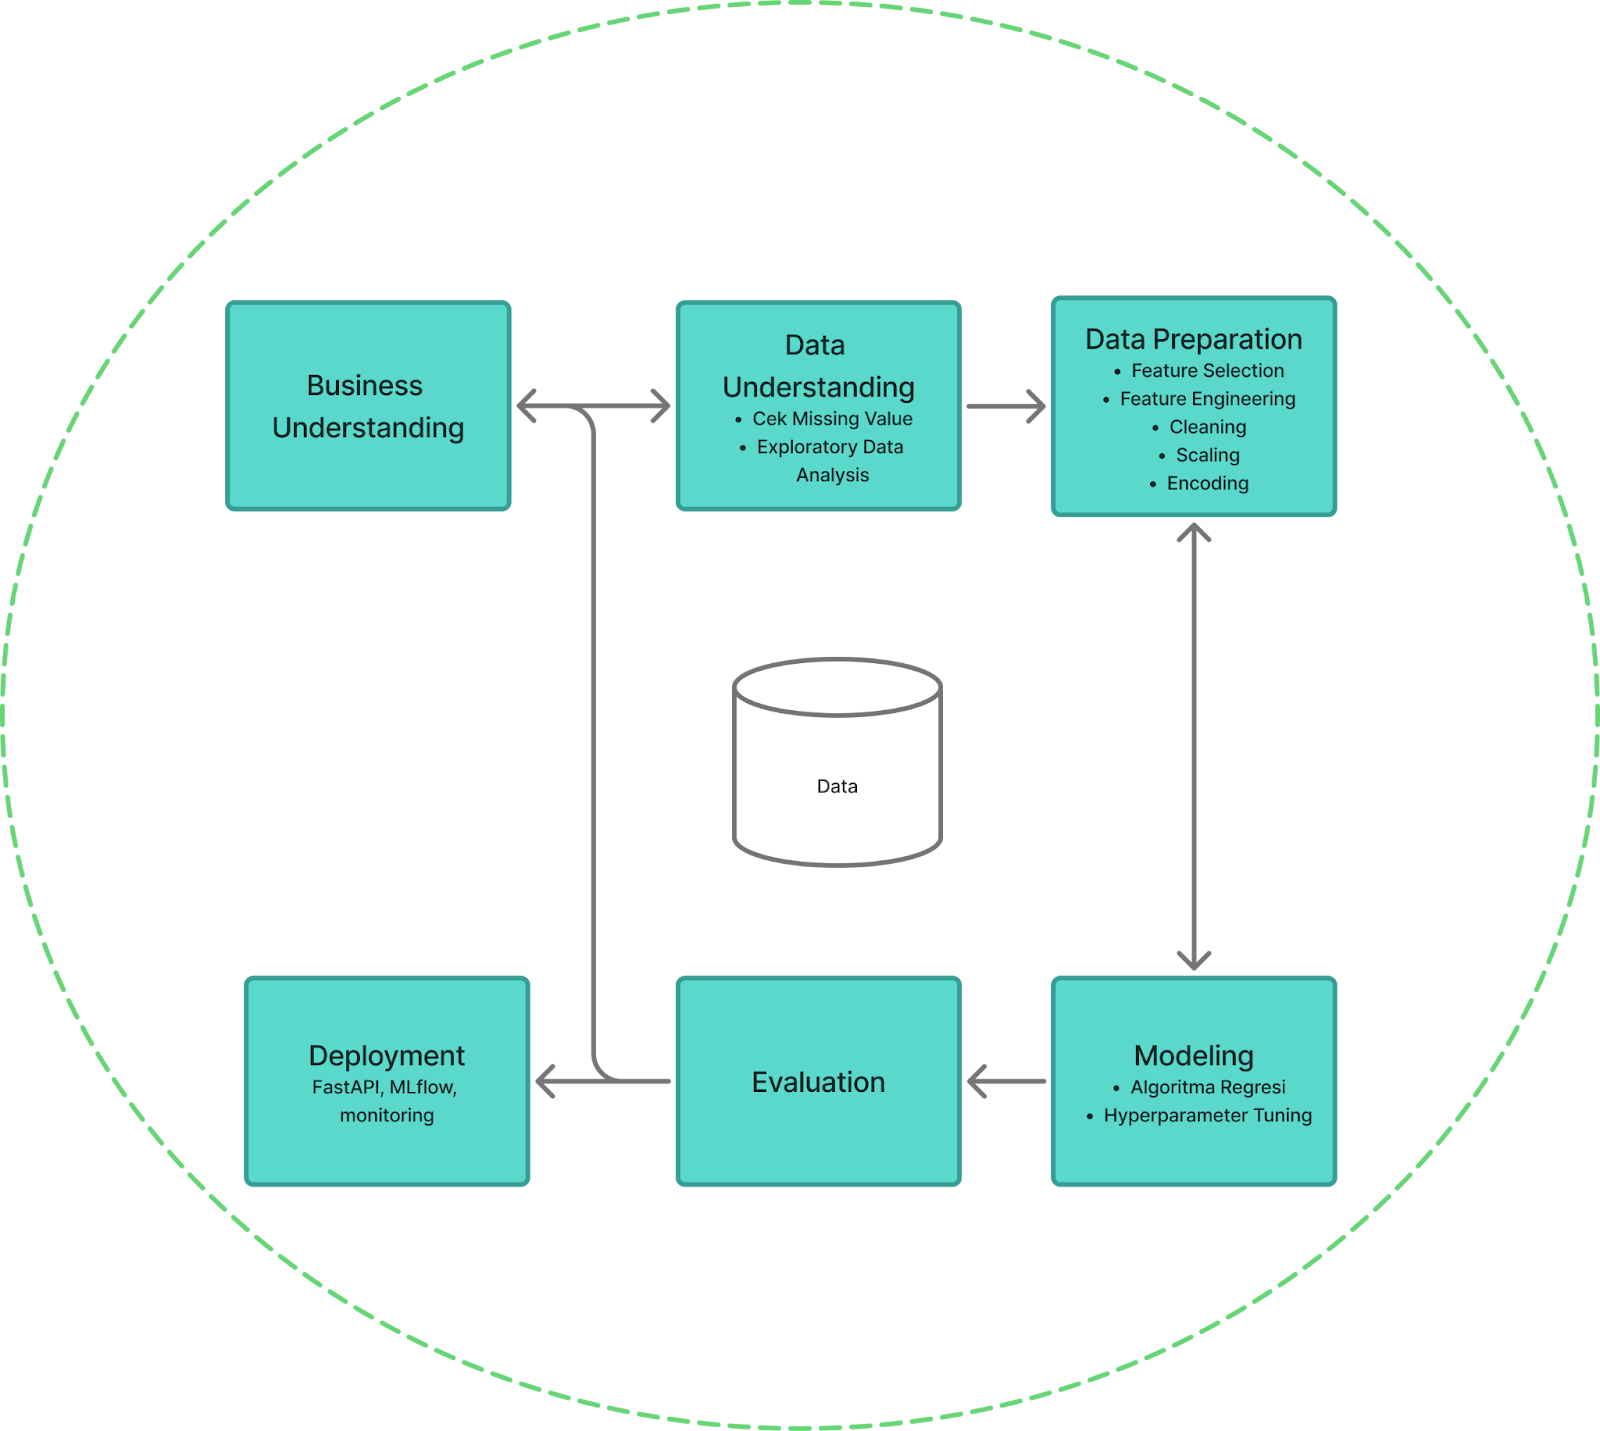 Business
Understanding
Data
Understanding
• Cek Missing Value
• Exploratory Data
Analysis
Data Preparation
• Feature Selection
• Feature Engineering
• Cleaning
• Scaling
• Encoding
Data
Deployment
FastAPI, MLflow,
monitoring
Evaluation
Modeling
• Algoritma Regresi
• Hyperparameter Tuning